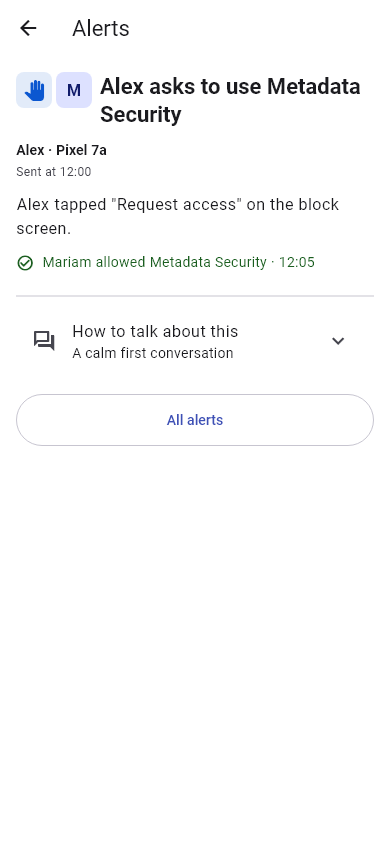 Alerts
M
Alex asks to use Metadata
Security
Alex · Pixel 7a
Sent at 12:00
Alex tapped "Request access" on the block
screen.
Mariam allowed Metadata Security · 12:05
How to talk about this
A calm first conversation
All alerts